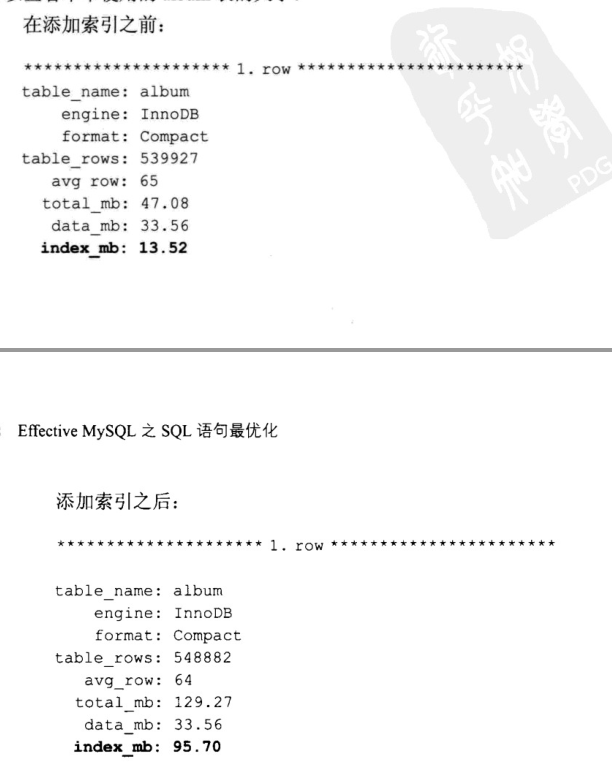 在添加索引之前：
********************* 1. row ***********************
table_name: album
engine: InnoDB
format: Compact
table_rows: 539927
avg row: 65
total_mb: 47.08
data_mb: 33.56
index_mb: 13.52
PDG
Effective MySQL 之 SQL 语句最优化
添加索引之后：
********************* 1. row ***********************
table_name: album
engine: InnoDB
format: Compact
table_rows: 548882
avg_row: 64
total_mb: 129.27
data_mb: 33.56
index_mb: 95.70